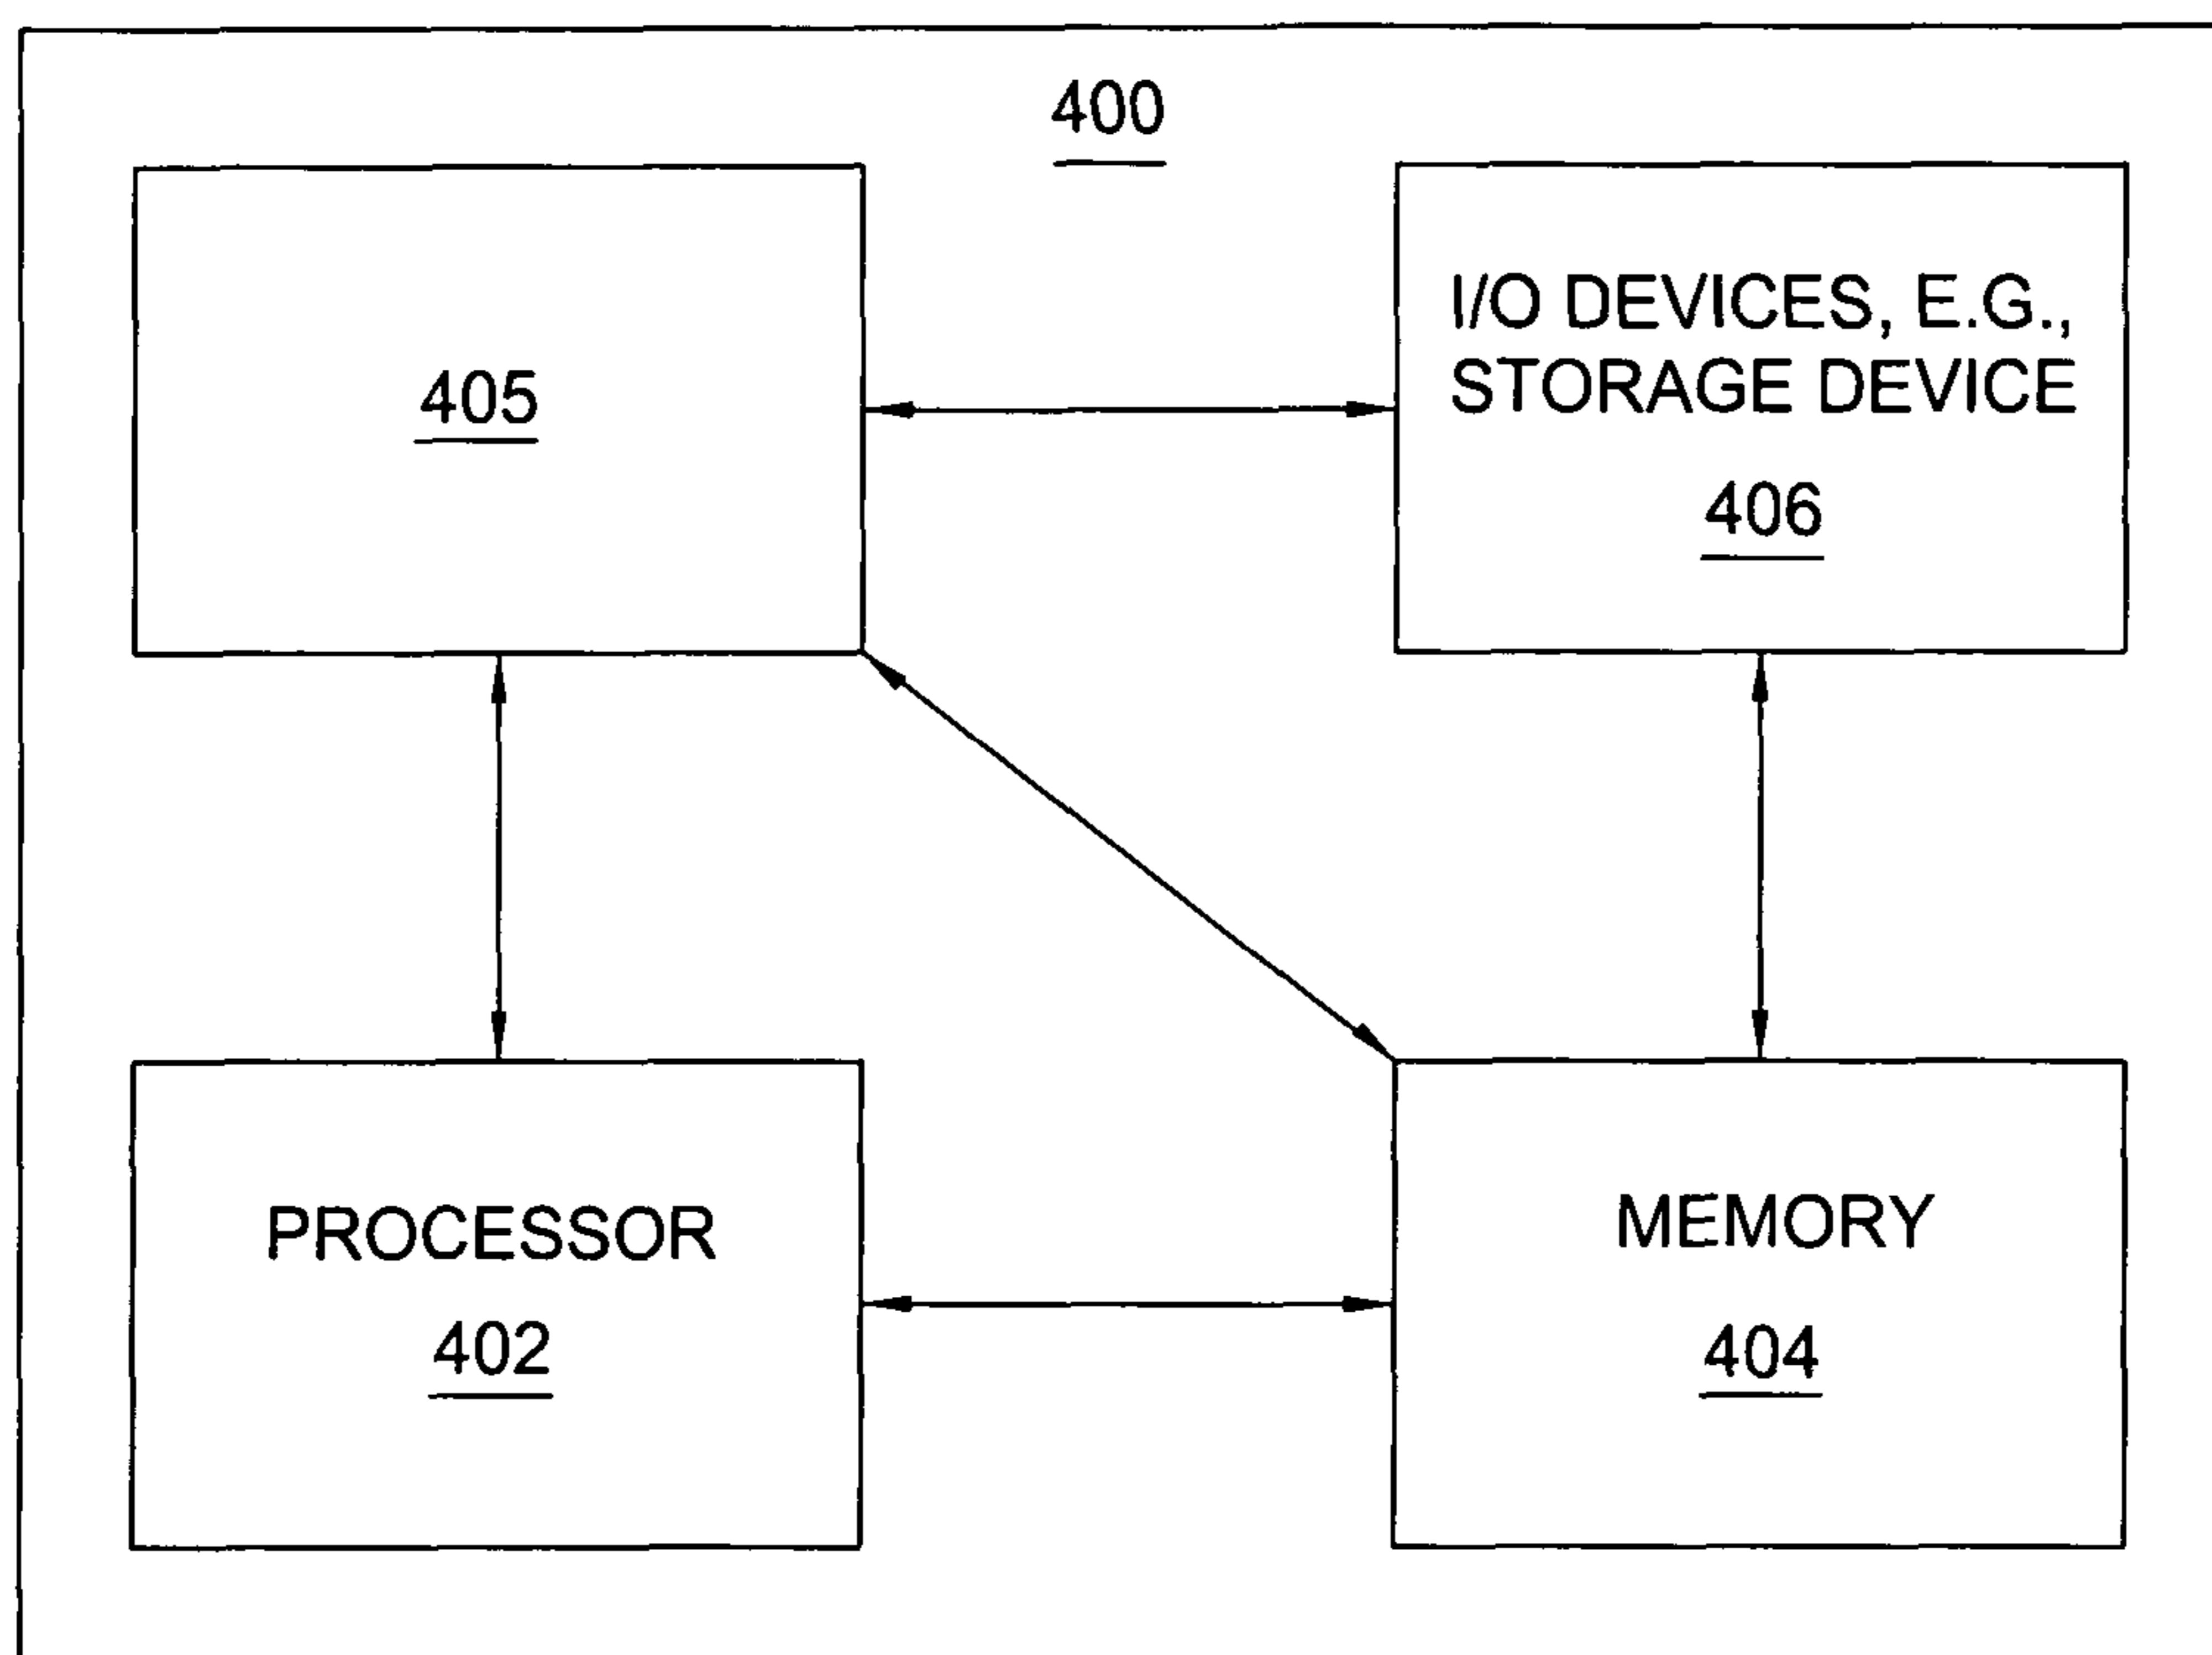 400
405
I/O DEVICES, E.G.,
STORAGE DEVICE
406
PROCESSOR
402
MEMORY
404